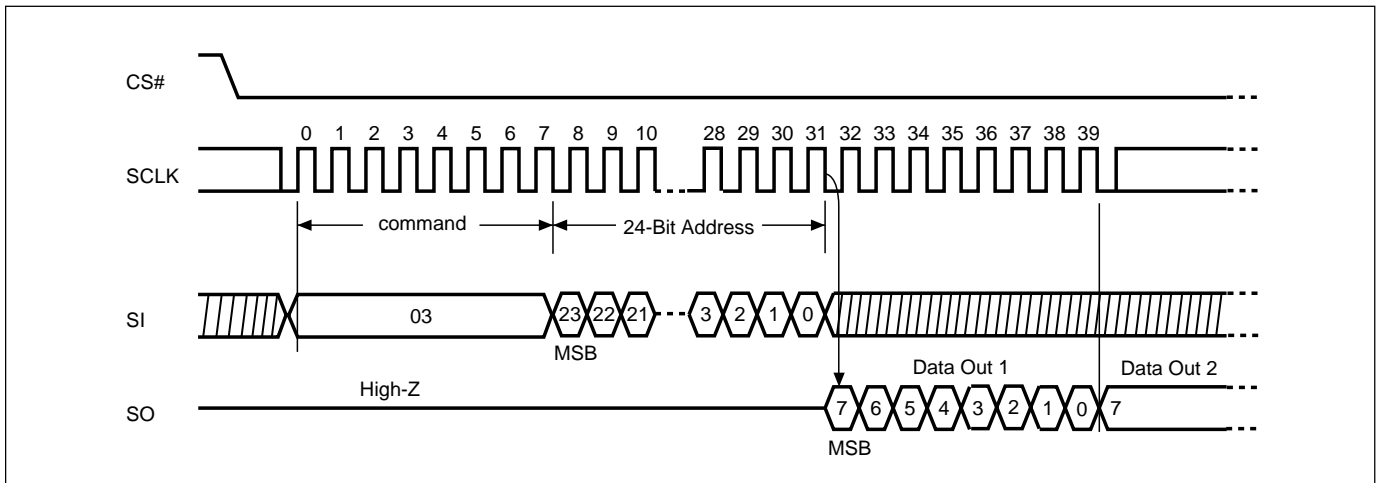 CS#
0 1 2 3 4 5 6 7 8 9 10 28 29 30 31 32 33 34 35 36 37 38 39
SCLK
command 24-Bit Address
SI 03 23 22 21 3 2 1 0
MSB
Data Out 1 Data Out 2
High-Z
SO 7 6 5 4 3 2 1 0 7
MSB